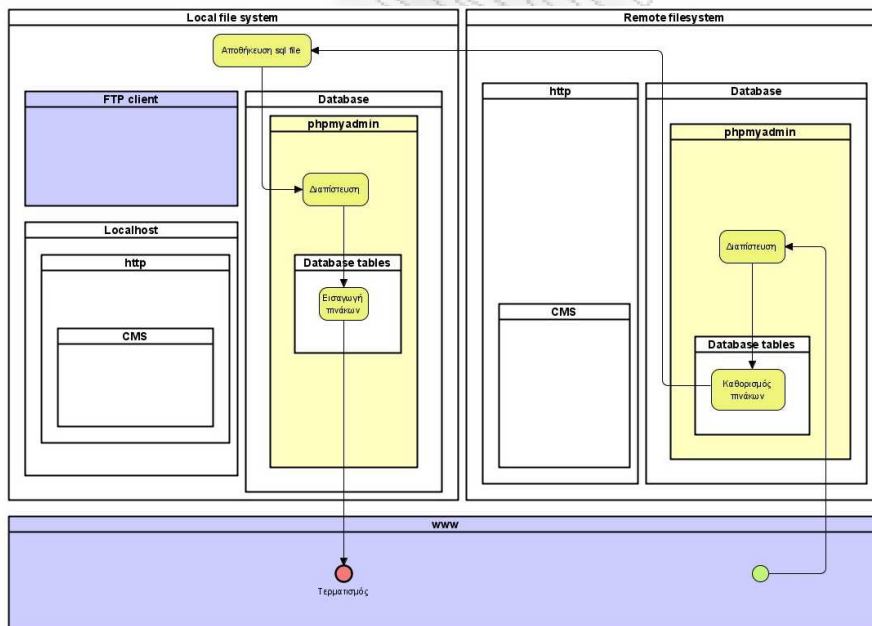 Local file system
Remote filesystem
Αποθήκευση sql file
FTP client
Database
phpmyadmin
Διαπίστευση
Database tables
Εισαγωγή
πινάκων
Localhost
http
CMS
http
CMS
Database
phpmyadmin
Διαπίστευση
Database tables
Καθορισμός
πινάκων
www
Τερματισμός